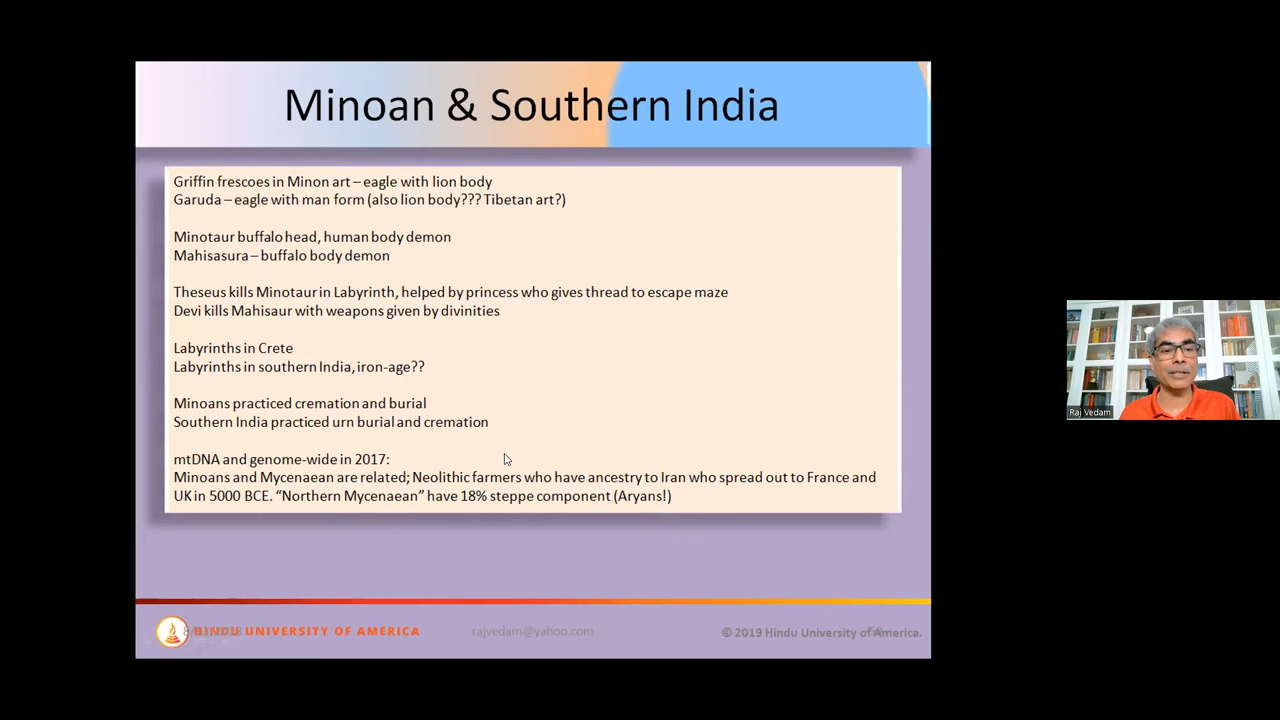 Minoan & Southern India
Griffin frescoes in Minon art – eagle with lion body
Garuda – eagle with man form (also lion body??? Tibetan art?)
Minotaur buffalo head, human body demon
Mahisasura – buffalo body demon
Theseus kills Minotaur in Labyrinth, helped by princess who gives thread to escape maze
Devi kills Mahisaur with weapons given by divinities
Labyrinths in Crete
Labyrinths in southern India, iron-age??
Minoans practiced cremation and burial
Southern India practiced urn burial and cremation
mtDNA and genome-wide in 2017:
Minoans and Mycenaean are related; Neolithic farmers who have ancestry to Iran who spread out to France and
UK in 5000 BCE. “Northern Mycenaean” have 18% steppe component (Aryans!)
HINDU UNIVERSITY OF AMERICA
rajvedam@yahoo.com
© 2019 Hindu University of America.
Raj Vedam